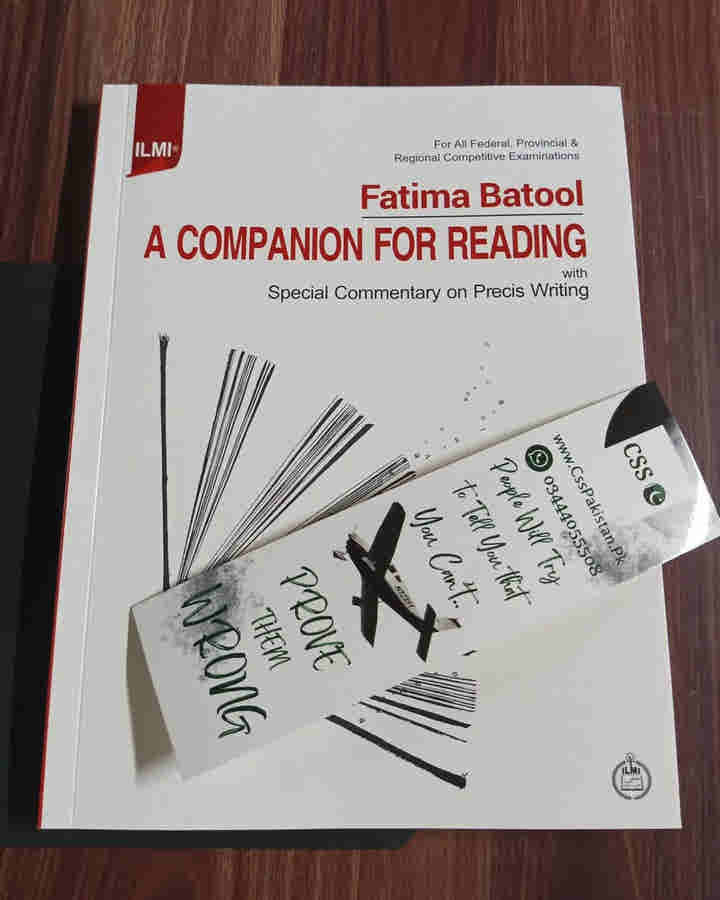 ILMI®
For All Federal, Provincial &
Regional Competitive Examinations
Fatima Batool
A COMPANION FOR READING
with
Special Commentary on Precis Writing
CSS
www.CssPakistan.Pk
03444055508
People Will Try
to Tell You That
You Can't..
PROVE
THEM
WRONG
ILMI